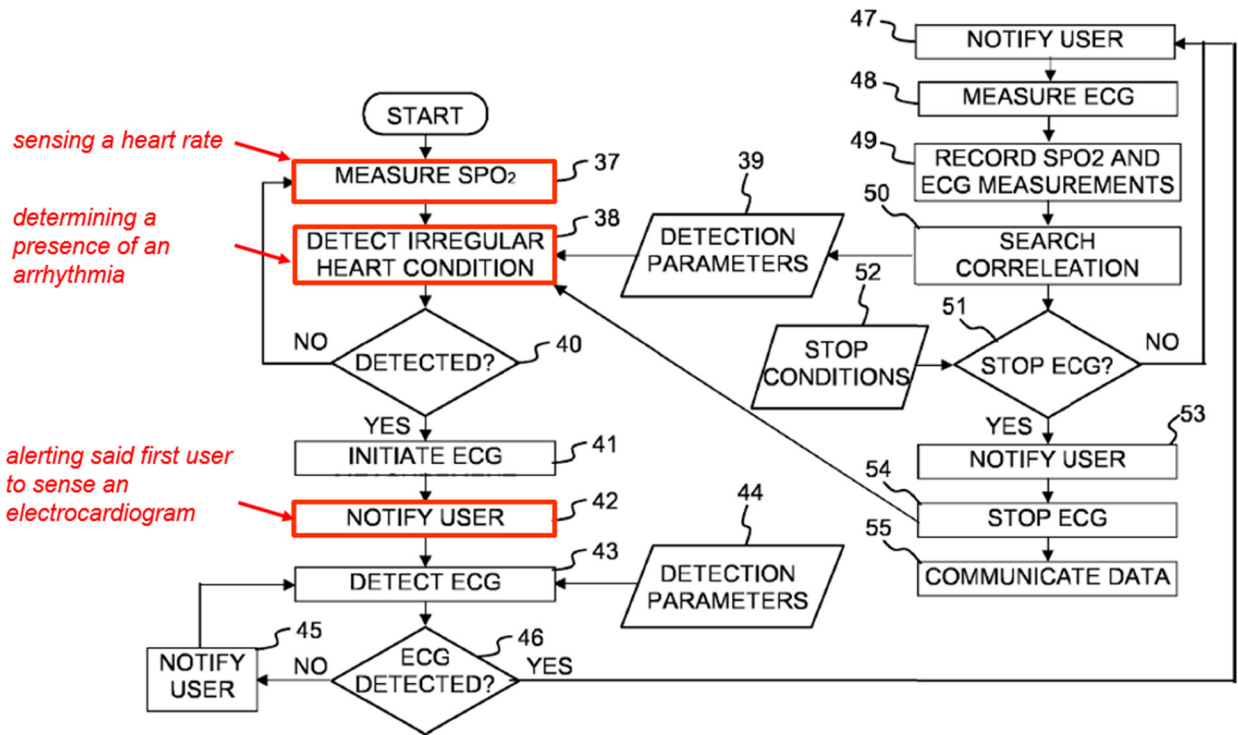 START
sensing a heart rate
MEASURE SPO2
37
determining a
presence of an
arrhythmia
38
DETECT IRREGULAR
HEART CONDITION
39
DETECTION
PARAMETERS
NO
DETECTED?
40
YES
INITIATE ECG
41
alerting said first user
to sense an
electrocardiogram
NOTIFY USER
42
43
DETECT ECG
44
DETECTION
PARAMETERS
45
NOTIFY
USER
NO
ECG
DETECTED?
46
YES
47
NOTIFY USER
48
MEASURE ECG
49
RECORD SPO2 AND
ECG MEASUREMENTS
50
SEARCH
CORRELEATION
52
STOP
CONDITIONS
51
STOP ECG?
NO
YES
53
NOTIFY USER
54
STOP ECG
55
COMMUNICATE DATA